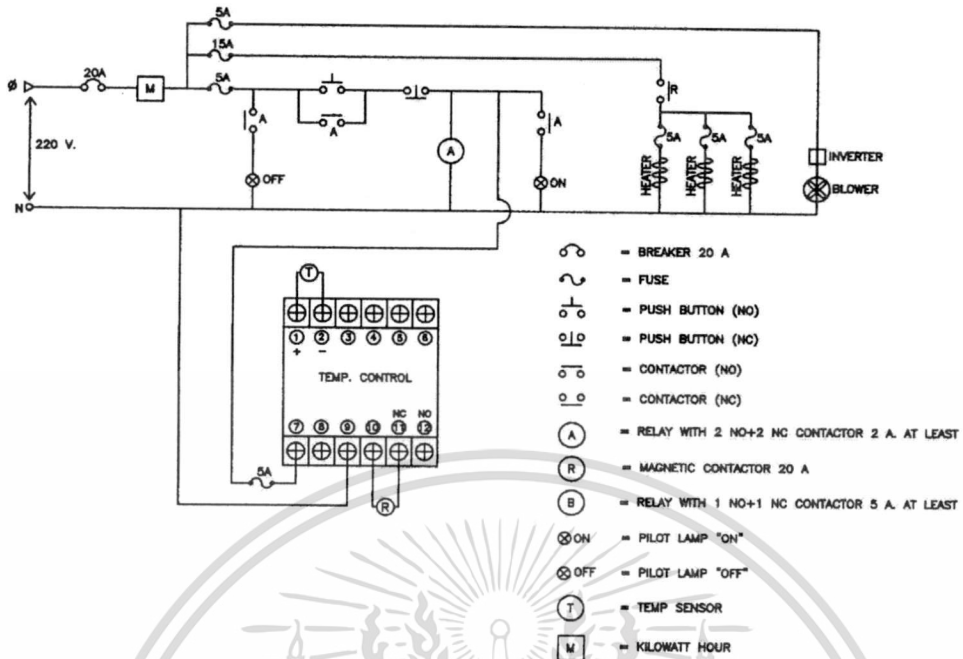 5A
15A
ø 20A M 5A R
A A A A 5A 5A 5A
220 V. OFF ON HEATER HEATER HEATER INVERTER
BLOWER
N
T
1 2 3 4 5 6
+ −
TEMP. CONTROL
NC NO
7 8 9 10 11 12
5A
R
= BREAKER 20 A
= FUSE
= PUSH BUTTON (NO)
= PUSH BUTTON (NC)
= CONTACTOR (NO)
= CONTACTOR (NC)
A = RELAY WITH 2 NO+2 NC CONTACTOR 2 A. AT LEAST
R = MAGNETIC CONTACTOR 20 A
B = RELAY WITH 1 NO+1 NC CONTACTOR 5 A. AT LEAST
ON = PILOT LAMP "ON"
OFF = PILOT LAMP "OFF"
T = TEMP SENSOR
M = KILOWATT HOUR